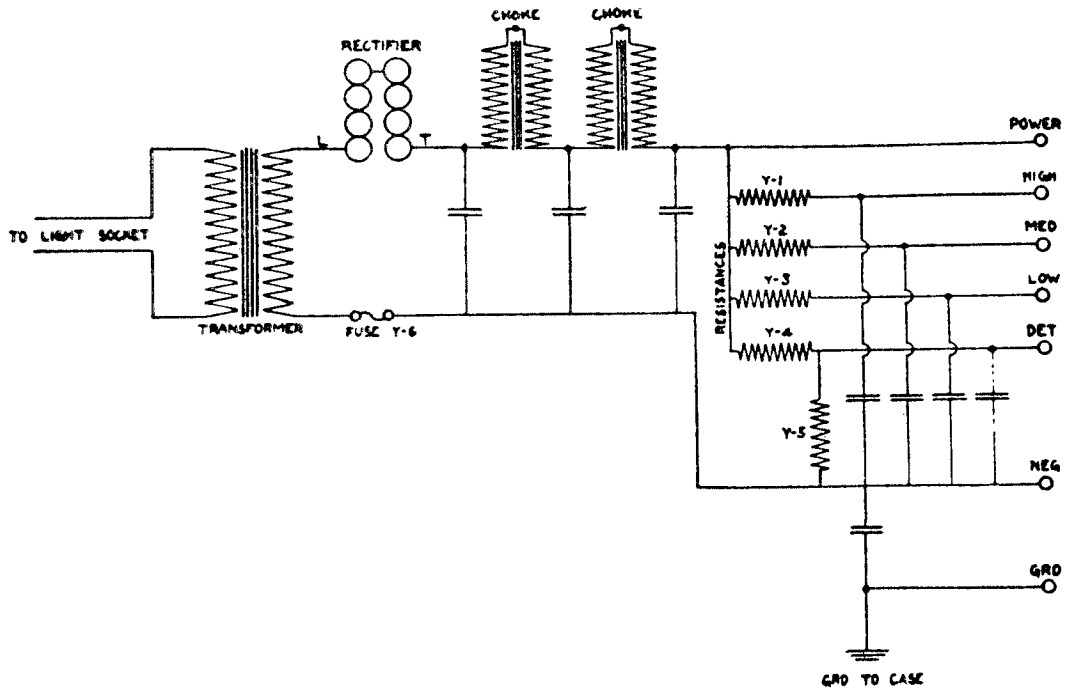 CHOKE
CHOKE
RECTIFIER
L
T
POWER
HIGH
MED
LOW
DET
NEG
GRD
Y-1
Y-2
Y-3
Y-4
Y-5
RESISTANCES
TO LIGHT SOCKET
TRANSFORMER
FUSE Y-6
GRD TO CASE